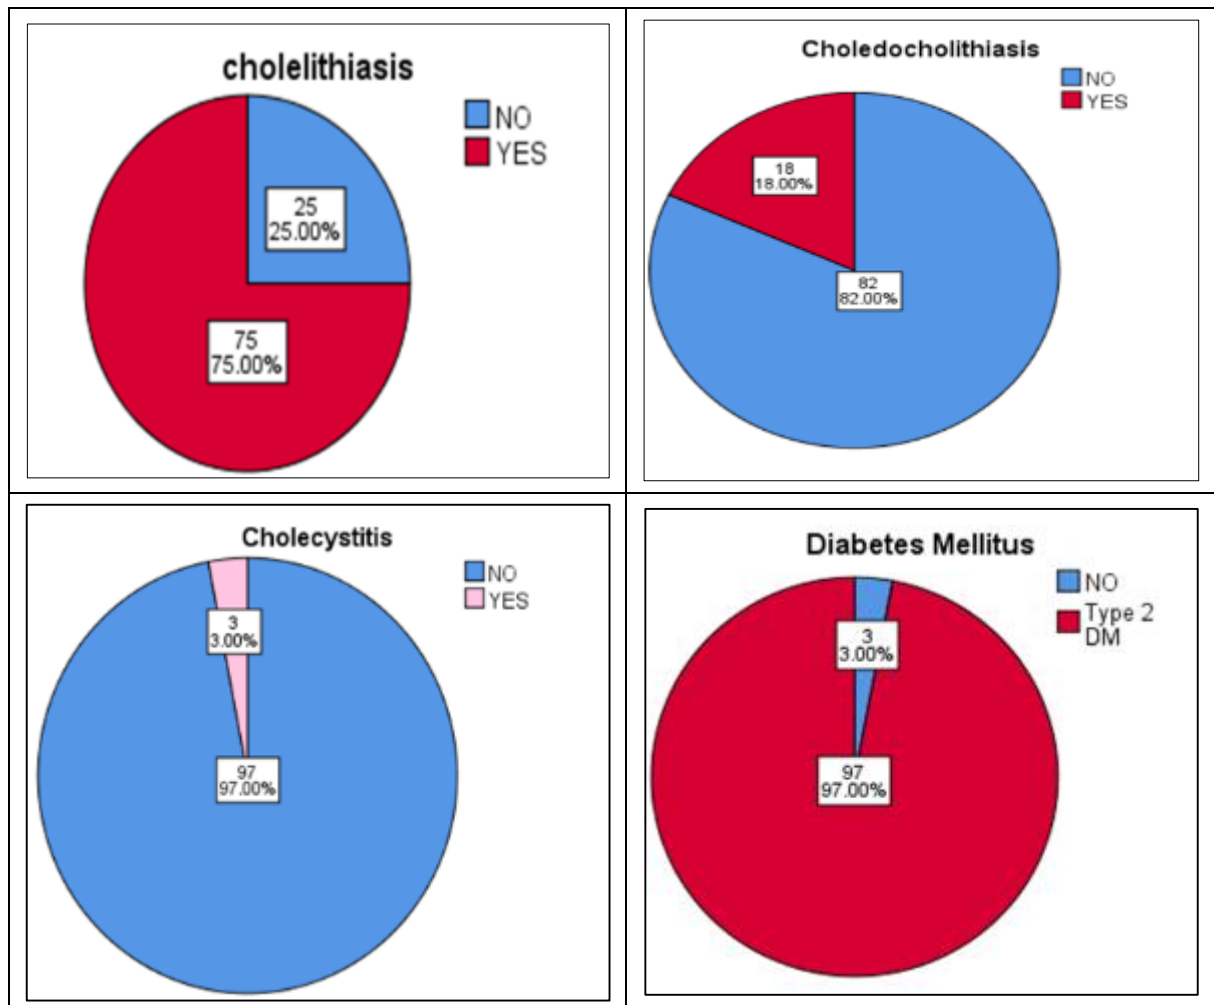 cholelithiasis
NO
YES
25
25.00%
75
75.00%
Choledocholithiasis
NO
YES
18
18.00%
82
82.00%
Cholecystitis
NO
YES
3
3.00%
97
97.00%
Diabetes Mellitus
NO
Type 2
DM
3
3.00%
97
97.00%